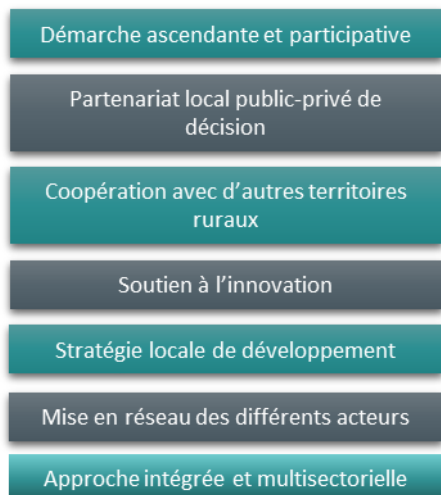 Démarche ascendante et participative
Partenariat local public-privé de
décision
Coopération avec d’autres territoires
ruraux
Soutien à l’innovation
Stratégie locale de développement
Mise en réseau des différents acteurs
Approche intégrée et multisectorielle